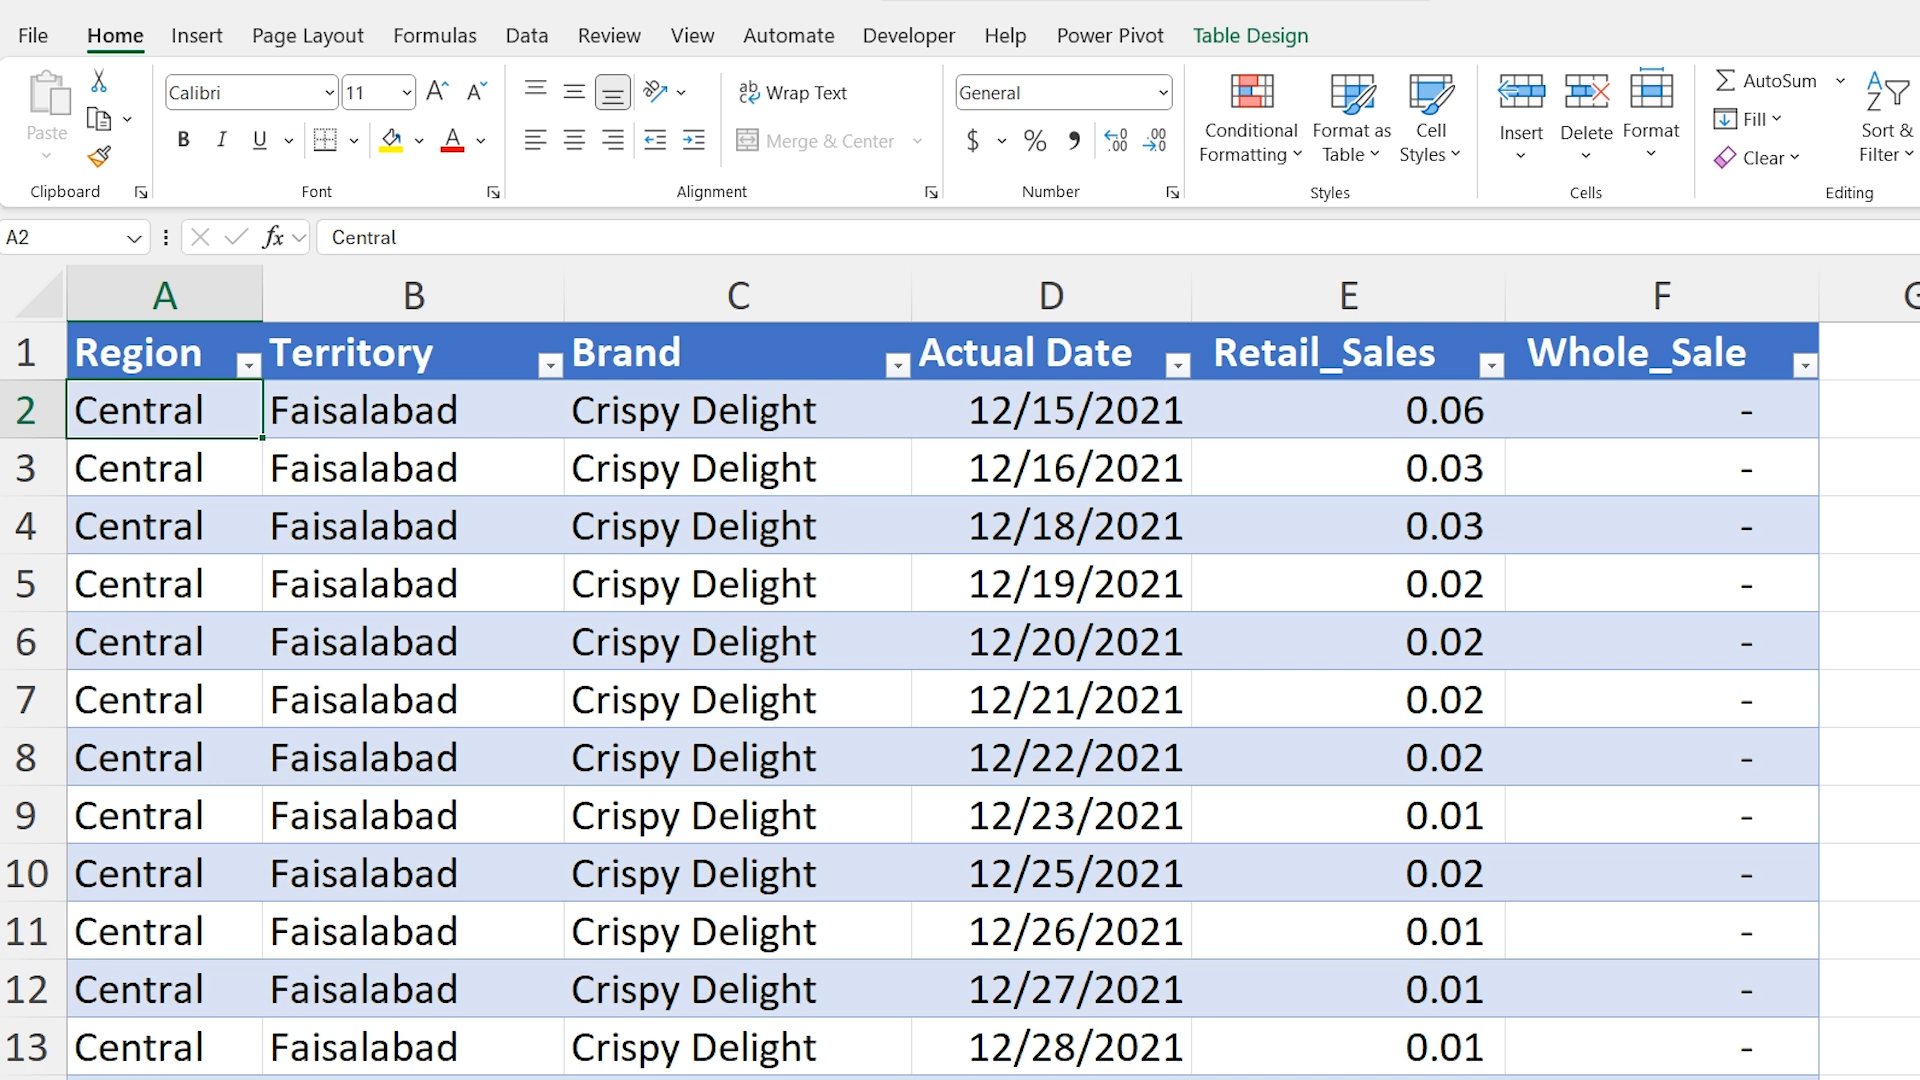 File Home Insert Page Layout Formulas Data Review View Automate Developer Help Power Pivot Table Design
Paste
Clipboard
Calibri 11
B I U
Font
Wrap Text
Merge & Center
Alignment
General
$ % 9
Number
Conditional Formatting
Format as Table
Cell Styles
Styles
Insert Delete Format
Cells
AutoSum
Fill
Clear
Sort &
Filter
Editing
A2 fx Central
A B C D E F
1 Region Territory Brand Actual Date Retail_Sales Whole_Sale
2 Central Faisalabad Crispy Delight 12/15/2021 0.06 -
3 Central Faisalabad Crispy Delight 12/16/2021 0.03 -
4 Central Faisalabad Crispy Delight 12/18/2021 0.03 -
5 Central Faisalabad Crispy Delight 12/19/2021 0.02 -
6 Central Faisalabad Crispy Delight 12/20/2021 0.02 -
7 Central Faisalabad Crispy Delight 12/21/2021 0.02 -
8 Central Faisalabad Crispy Delight 12/22/2021 0.02 -
9 Central Faisalabad Crispy Delight 12/23/2021 0.01 -
10 Central Faisalabad Crispy Delight 12/25/2021 0.02 -
11 Central Faisalabad Crispy Delight 12/26/2021 0.01 -
12 Central Faisalabad Crispy Delight 12/27/2021 0.01 -
13 Central Faisalabad Crispy Delight 12/28/2021 0.01 -